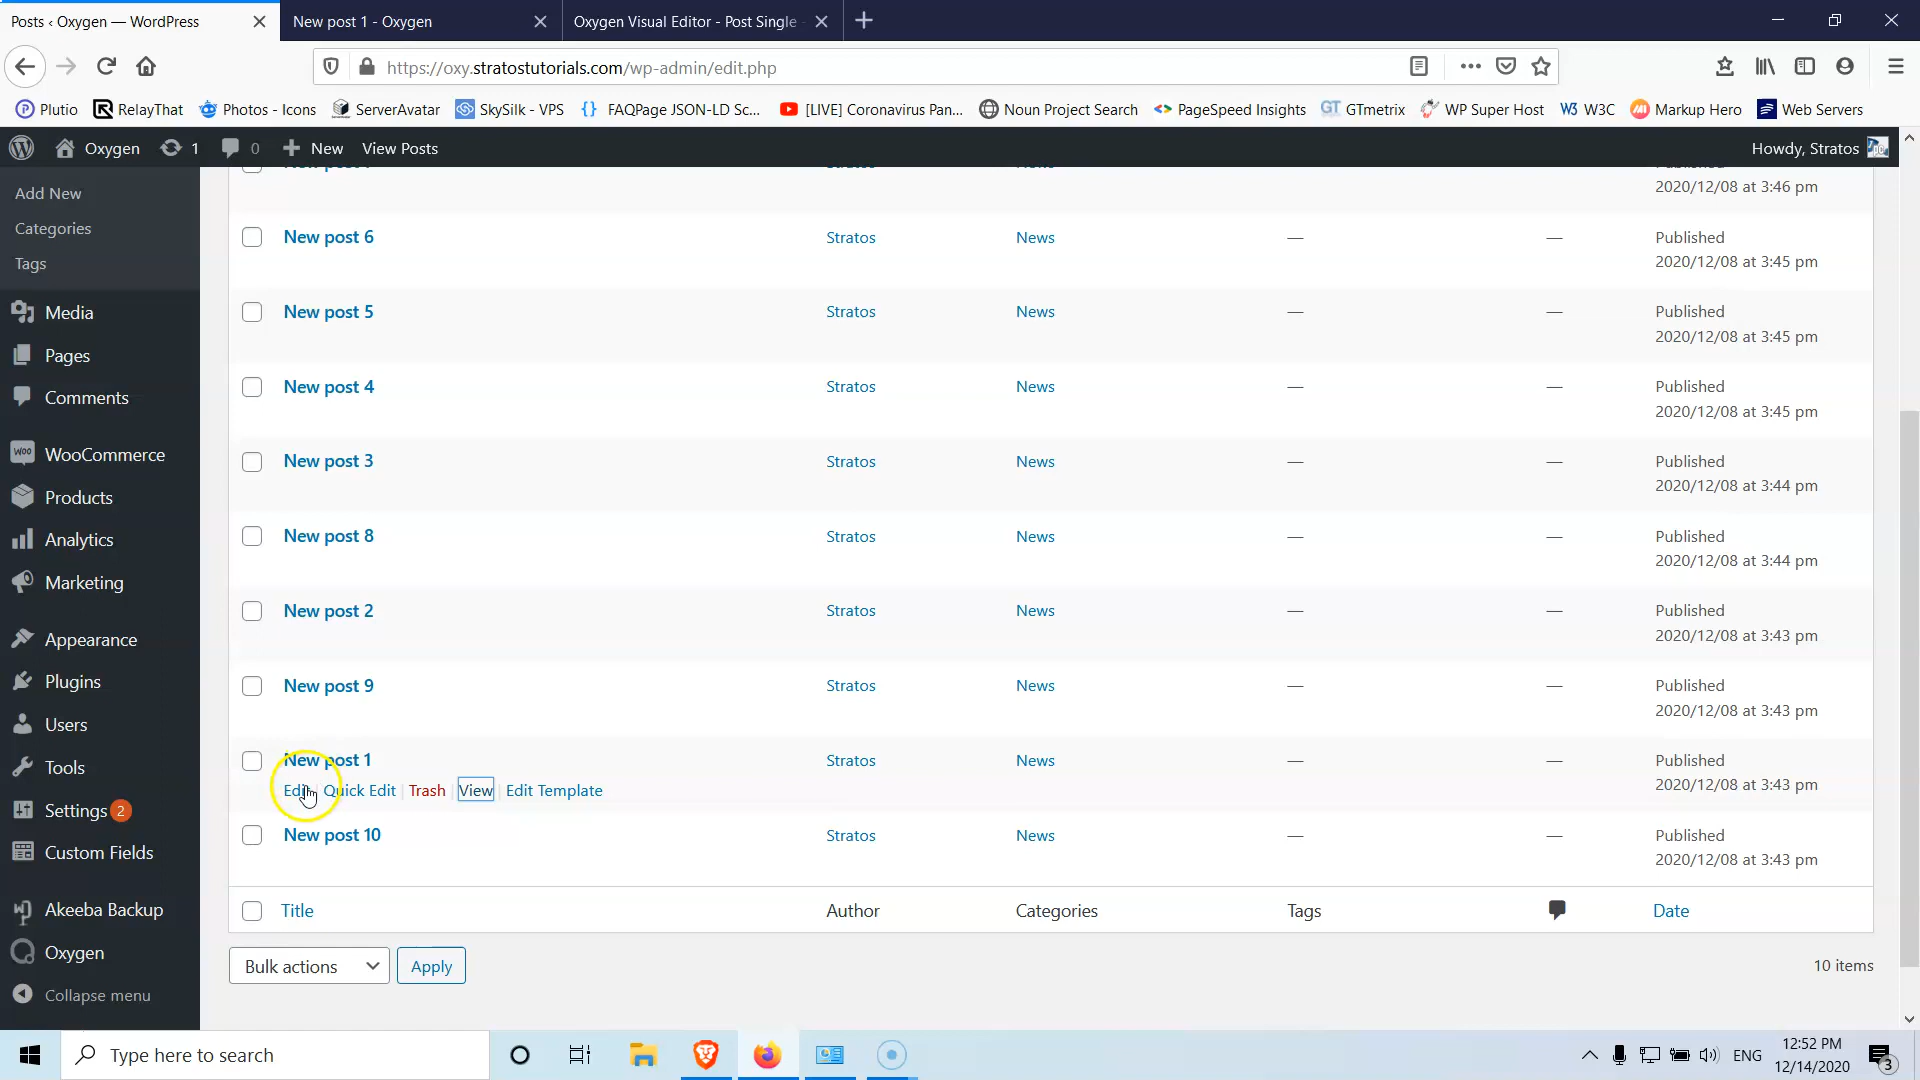 Posts ‹ Oxygen — WordPress
New post 1 - Oxygen
Oxygen Visual Editor - Post Single -
https://oxy.stratostutorials.com/wp-admin/edit.php
Plutio
RelayThat
Photos - Icons
ServerAvatar
SkySilk - VPS
{} FAQPage JSON-LD Sc...
[LIVE] Coronavirus Pan...
Noun Project Search
PageSpeed Insights
GT GTmetrix
WP Super Host
W3 W3C
Markup Hero
Web Servers
Oxygen
1
0
New
View Posts
Howdy, Stratos
Add New
Categories
Tags
Media
Pages
Comments
Woo WooCommerce
Products
Analytics
Marketing
Appearance
Plugins
Users
Tools
Settings 2
Custom Fields
Akeeba Backup
Oxygen
Collapse menu
2020/12/08 at 3:46 pm
New post 6 Stratos News — — Published
2020/12/08 at 3:45 pm
New post 5 Stratos News — — Published
2020/12/08 at 3:45 pm
New post 4 Stratos News — — Published
2020/12/08 at 3:45 pm
New post 3 Stratos News — — Published
2020/12/08 at 3:44 pm
New post 8 Stratos News — — Published
2020/12/08 at 3:44 pm
New post 2 Stratos News — — Published
2020/12/08 at 3:43 pm
New post 9 Stratos News — — Published
2020/12/08 at 3:43 pm
New post 1 Stratos News — — Published
Edit | Quick Edit | Trash | View | Edit Template 2020/12/08 at 3:43 pm
New post 10 Stratos News — — Published
2020/12/08 at 3:43 pm
Title Author Categories Tags Date
Bulk actions Apply 10 items
Type here to search
ENG
12:52 PM
12/14/2020
3